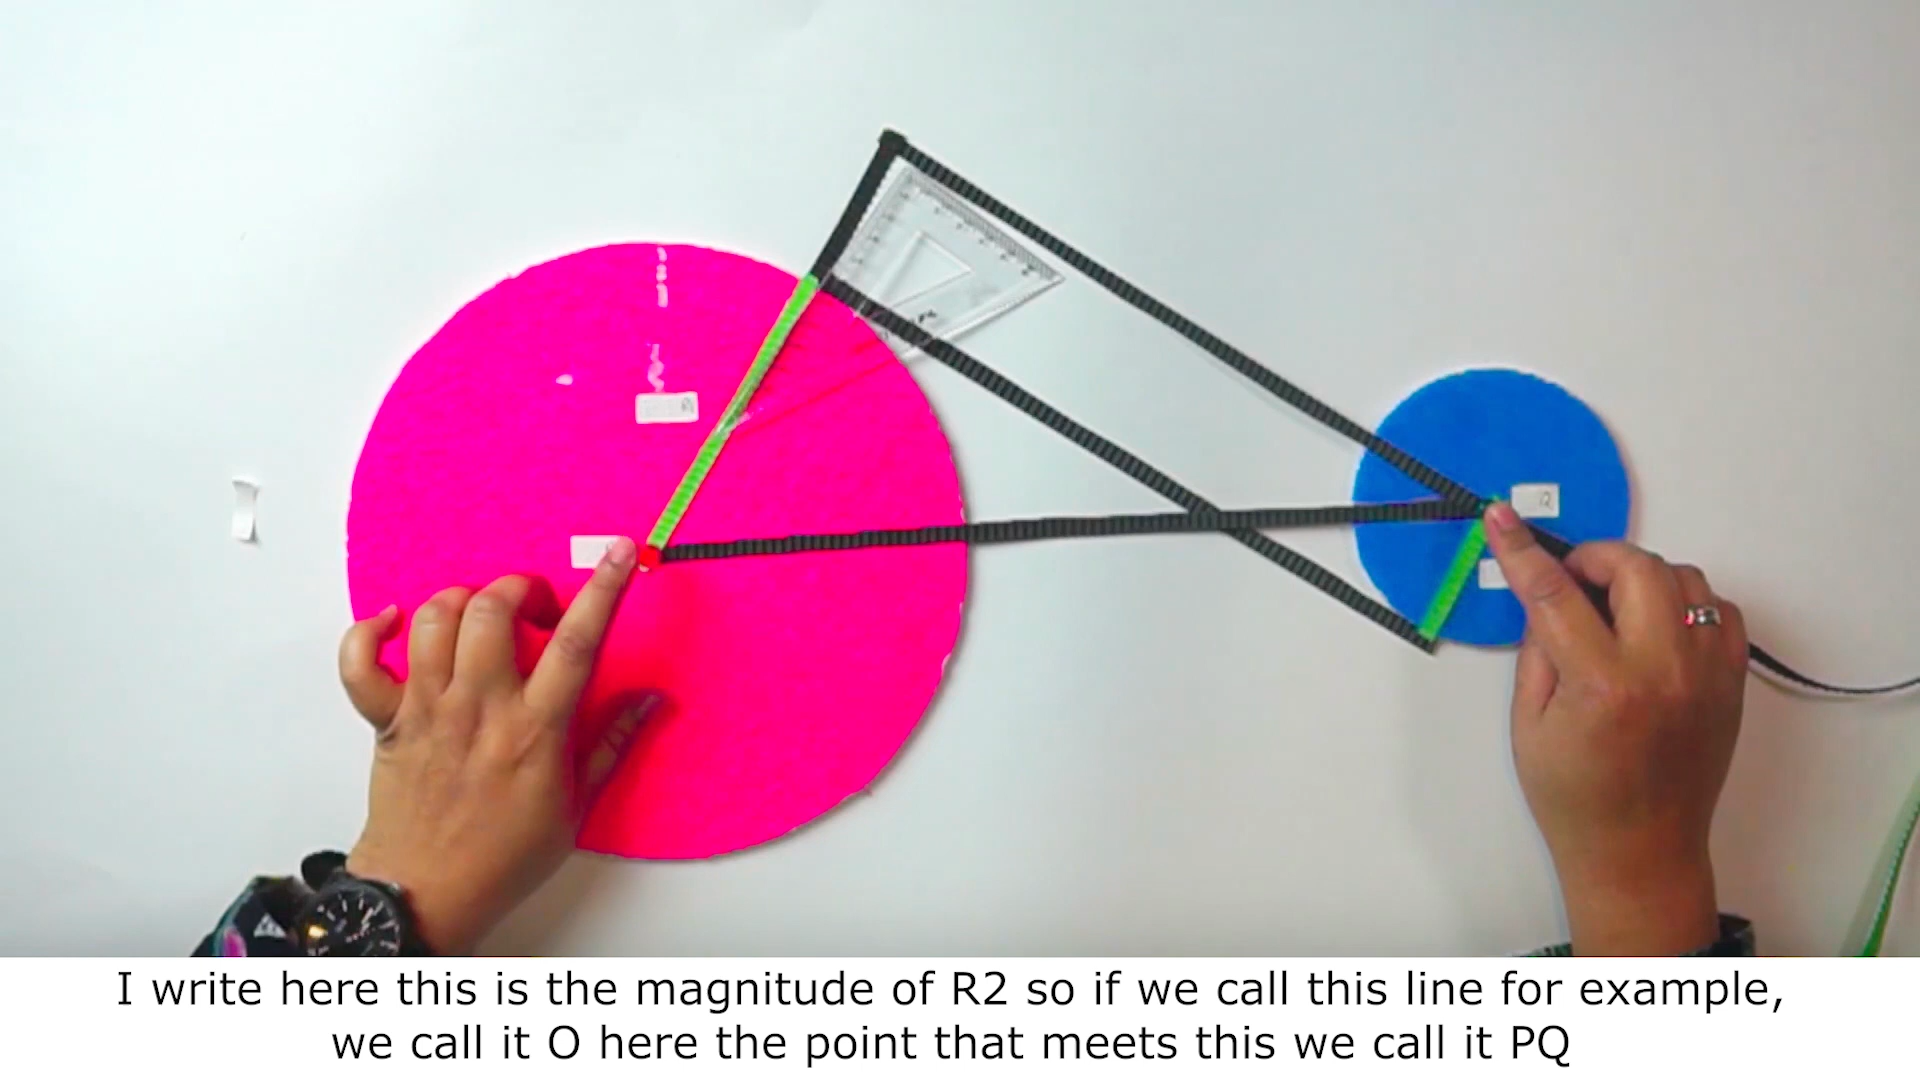 I write here this is the magnitude of R2 so if we call this line for example,
we call it O here the point that meets this we call it PQ